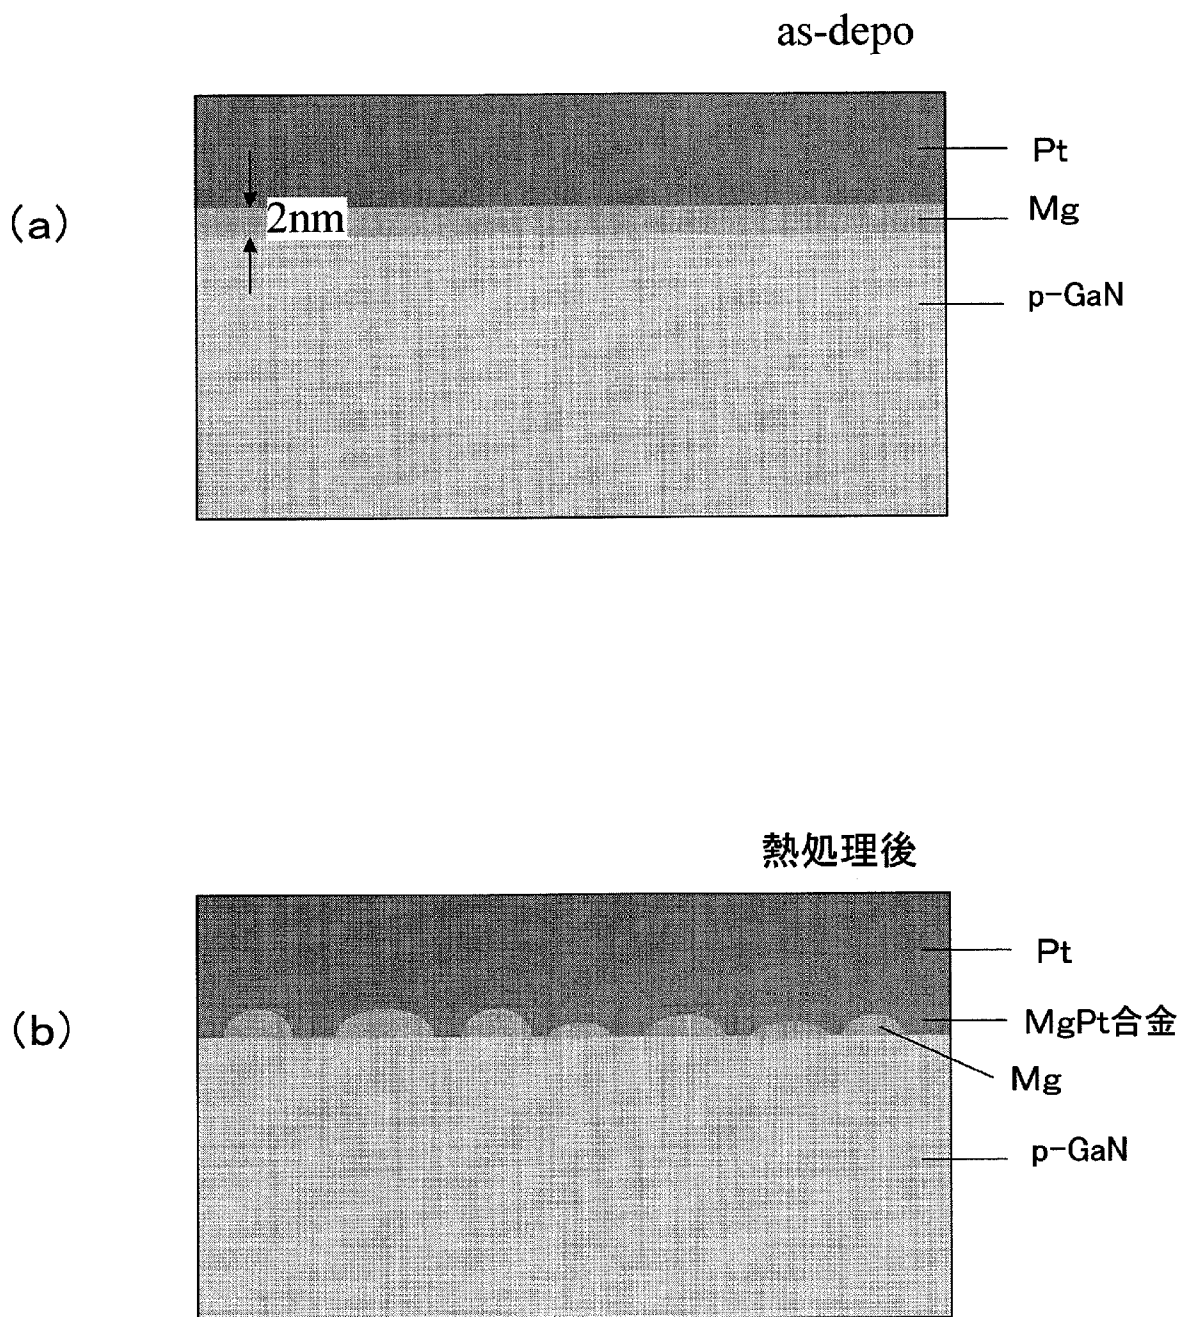 as-depo
Pt
Mg
(a)
2nm
p-GaN
熱処理後
Pt
(b)
MgPt合金
Mg
p-GaN